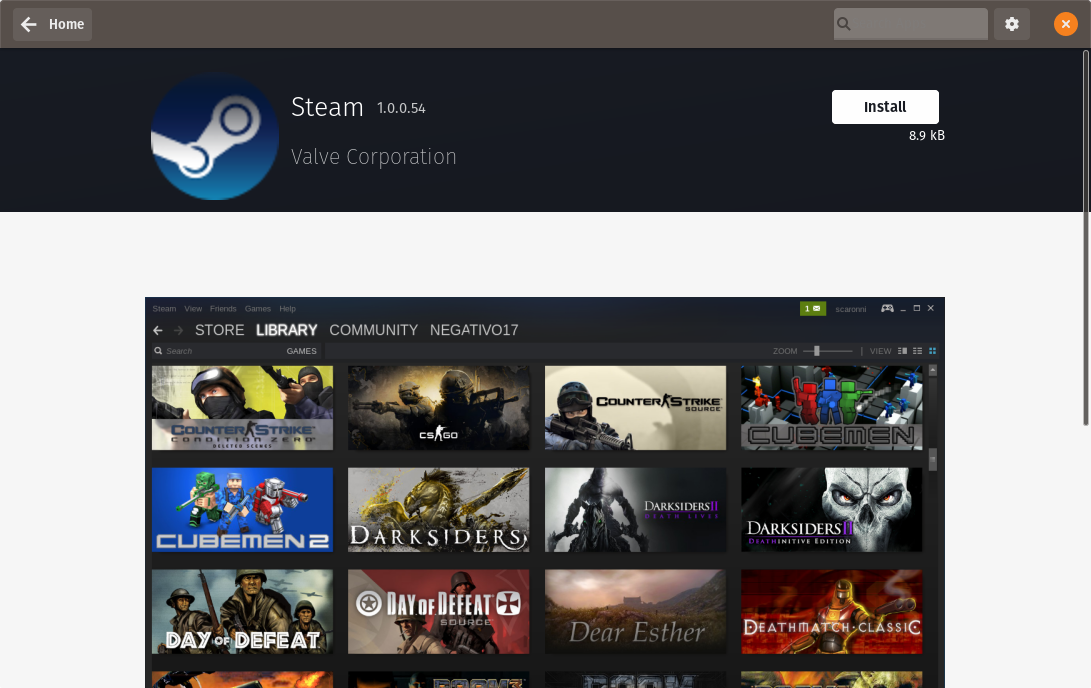 Home
Steam 1.0.0.54
Install
8.9 kB
Valve Corporation
Steam View Friends Games Help
1
scaronni
STORE LIBRARY COMMUNITY NEGATIVO17
Search
GAMES
ZOOM
VIEW
COUNTER STRIKE
CONDITION ZERO
DELETED SCENES
CS GO
COUNTER STRIKE
SOURCE
CUBEMEN
CUBEMEN 2
DARKSIDERS
DARKSIDERS II
DEATH LIVES
DARKSIDERS II
DEATHINITIVE EDITION
DAY OF DEFEAT
DAY OF DEFEAT
SOURCE
Dear Esther
DEATHMATCH CLASSIC
DOOM 3
DOOM